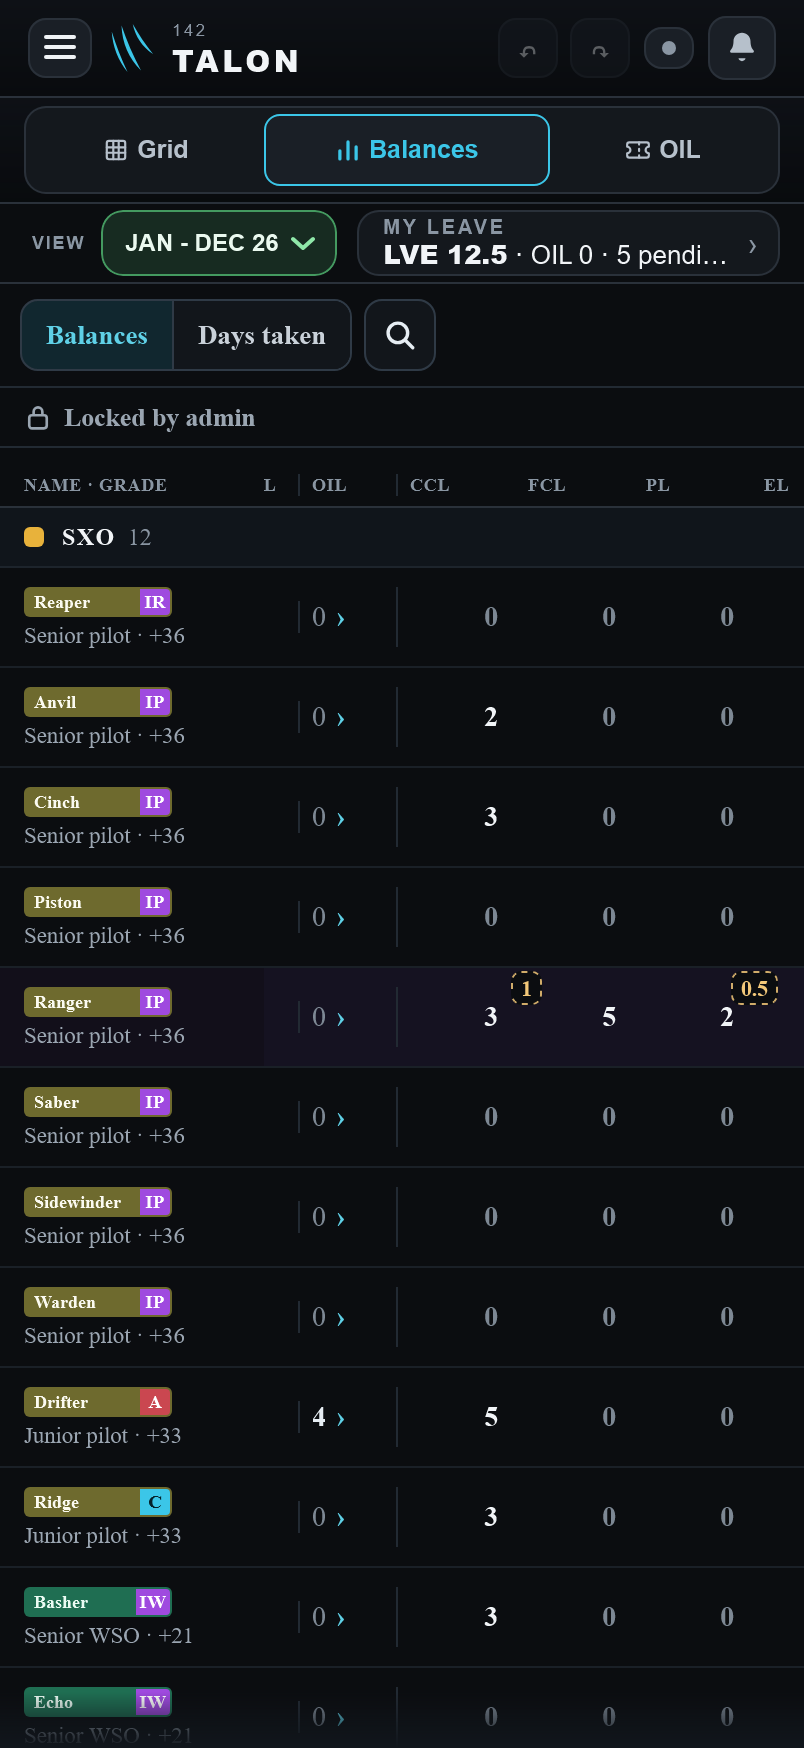 142
TALON
Grid
Balances
OIL
VIEW
JAN - DEC 26
MY LEAVE
LVE 12.5 · OIL 0 · 5 pendi...
Balances
Days taken
Locked by admin
NAME · GRADE L OIL CCL FCL PL EL
SXO 12
Reaper IR
Senior pilot · +36
0 › 0 0 0
Anvil IP
Senior pilot · +36
0 › 2 0 0
Cinch IP
Senior pilot · +36
0 › 3 0 0
Piston IP
Senior pilot · +36
0 › 0 0 0
Ranger IP
Senior pilot · +36
0 › 3 1 5 2 0.5
Saber IP
Senior pilot · +36
0 › 0 0 0
Sidewinder IP
Senior pilot · +36
0 › 0 0 0
Warden IP
Senior pilot · +36
0 › 0 0 0
Drifter A
Junior pilot · +33
4 › 5 0 0
Ridge C
Junior pilot · +33
0 › 3 0 0
Basher IW
Senior WSO · +21
0 › 3 0 0
Echo IW
Senior WSO · +21
0 › 0 0 0